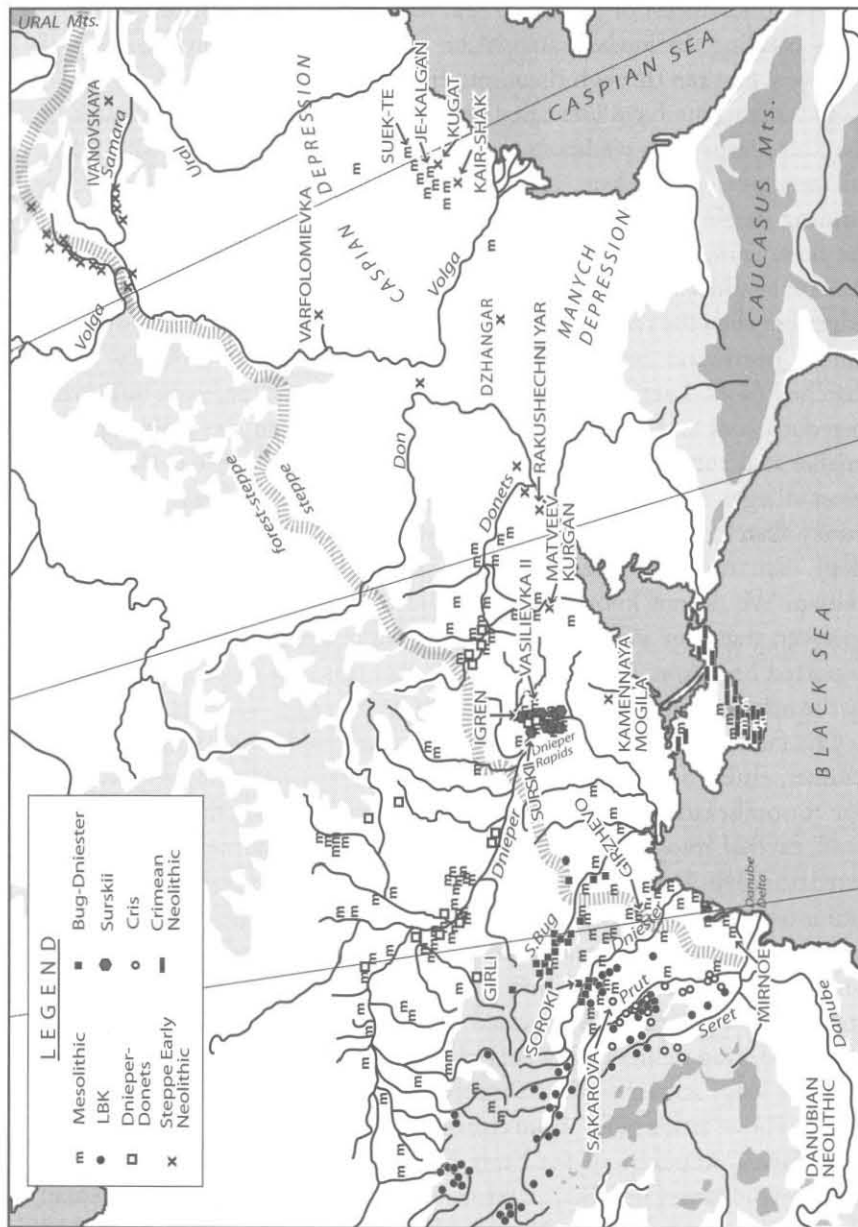 LEGEND
m Mesolithic
LBK
Dnieper-
Donets
x Steppe Early
Neolithic
Bug-Dniester
Surskii
Cris
Crimean
Neolithic
URAL Mts.
IVANOVSKAYA
Samara
Ural
Volga
VARFOLOMIEVKA
CASPIAN
DEPRESSION
SUEK-TE
JE-KALGAN
KUGAT
KAIR-SHAK
CASPIAN SEA
Volga
DZHANGAR
MANYCH
DEPRESSION
CAUCASUS Mts.
forest-steppe
steppe
Don
Donets
RAKUSHECHNI YAR
MATVEEV
KURGAN
VASILIEVKA II
IGREN
Dnieper
Rapids
SURSKII
KAMENNAYA
MOGILA
BLACK SEA
Dnieper
GIRZHEVO
GIRLI
S.Bug
Dniester
SOROKI
Prut
SAKAROVA
Seret
Danube
Delta
MIRNOE
Danube
DANUBIAN
NEOLITHIC